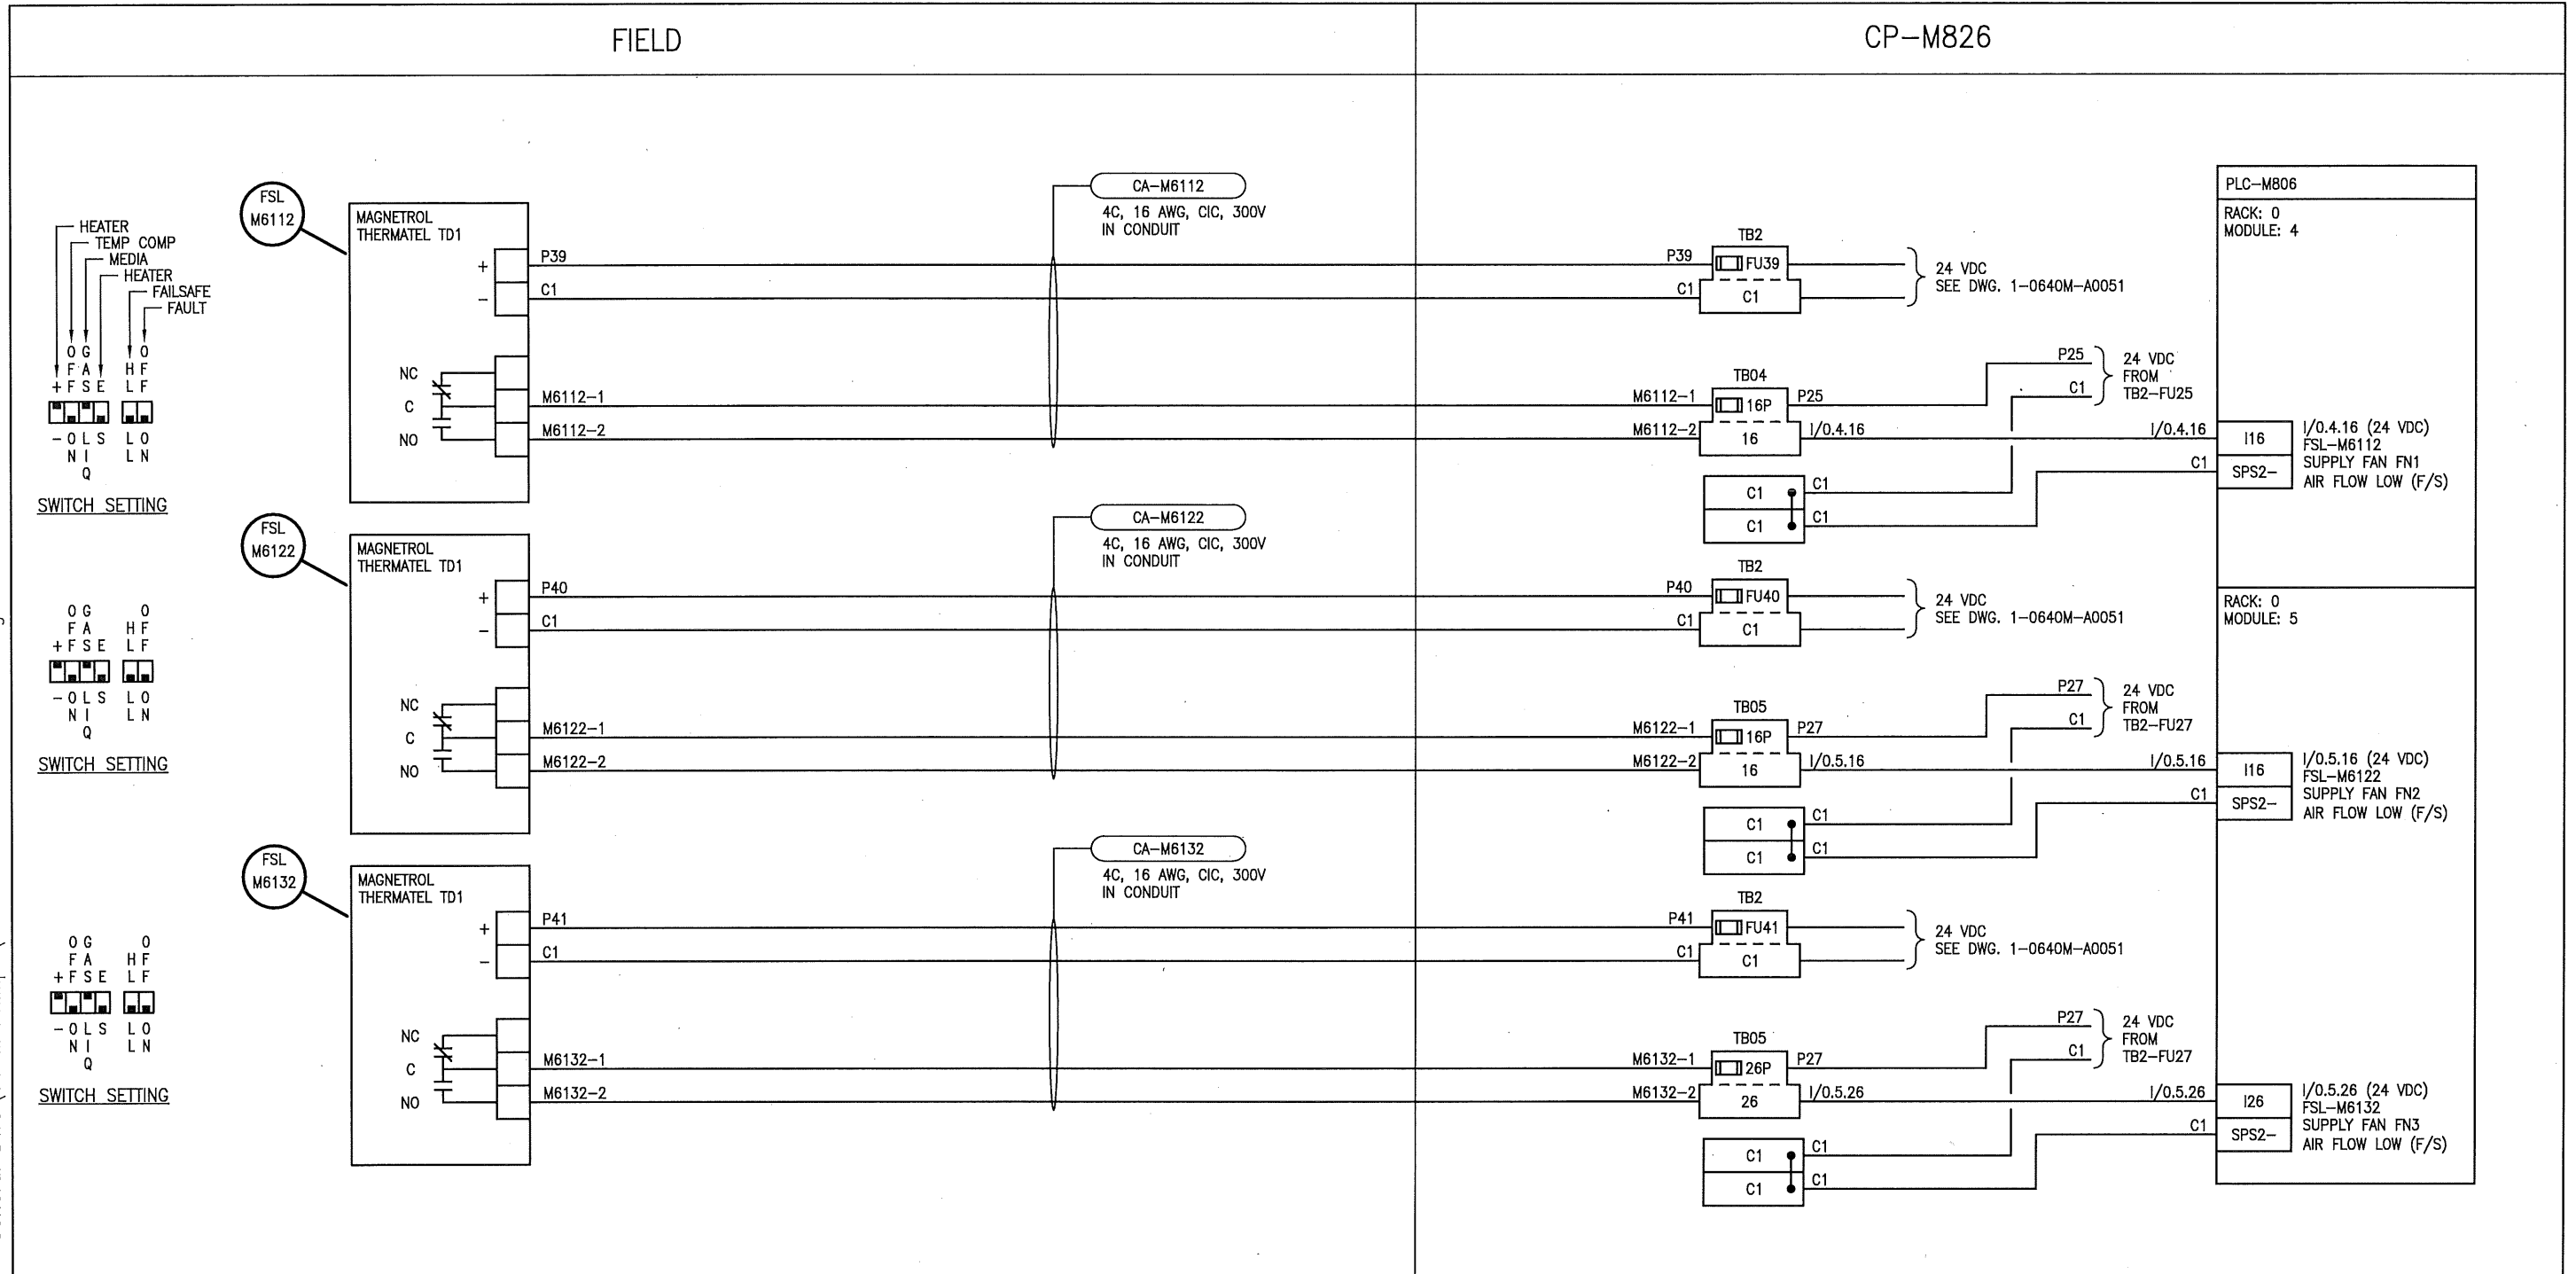 FIELD
CP-M826
HEATER
TEMP COMP
MEDIA
HEATER
FAILSAFE
FAULT
O G O
F A H F
+ F S E L F
- O L S L O
N I L N
Q
SWITCH SETTING
FSL
M6112
MAGNETROL
THERMATEL TD1
+
-
NC
C
NO
P39
C1
M6112-1
M6112-2
CA-M6112
4C, 16 AWG, CIC, 300V
IN CONDUIT
TB2
P39
FU39
C1
C1
24 VDC
SEE DWG. 1-0640M-A0051
TB04
M6112-1
16P
P25
M6112-2
16
I/0.4.16
P25
C1
24 VDC
FROM
TB2-FU25
C1
C1
C1
C1
PLC-M806
RACK: 0
MODULE: 4
I/0.4.16
I16
C1
SPS2-
I/0.4.16 (24 VDC)
FSL-M6112
SUPPLY FAN FN1
AIR FLOW LOW (F/S)
O G O
F A H F
+ F S E L F
- O L S L O
N I L N
Q
SWITCH SETTING
FSL
M6122
MAGNETROL
THERMATEL TD1
+
-
NC
C
NO
P40
C1
M6122-1
M6122-2
CA-M6122
4C, 16 AWG, CIC, 300V
IN CONDUIT
TB2
P40
FU40
C1
C1
24 VDC
SEE DWG. 1-0640M-A0051
TB05
M6122-1
16P
P27
M6122-2
16
I/0.5.16
P27
C1
24 VDC
FROM
TB2-FU27
C1
C1
C1
C1
RACK: 0
MODULE: 5
I/0.5.16
I16
C1
SPS2-
I/0.5.16 (24 VDC)
FSL-M6122
SUPPLY FAN FN2
AIR FLOW LOW (F/S)
O G O
F A H F
+ F S E L F
- O L S L O
N I L N
Q
SWITCH SETTING
FSL
M6132
MAGNETROL
THERMATEL TD1
+
-
NC
C
NO
P41
C1
M6132-1
M6132-2
CA-M6132
4C, 16 AWG, CIC, 300V
IN CONDUIT
TB2
P41
FU41
C1
C1
24 VDC
SEE DWG. 1-0640M-A0051
TB05
M6132-1
26P
P27
M6132-2
26
I/0.5.26
P27
C1
24 VDC
FROM
TB2-FU27
C1
C1
C1
C1
I/0.5.26
I26
C1
SPS2-
I/0.5.26 (24 VDC)
FSL-M6132
SUPPLY FAN FN3
AIR FLOW LOW (F/S)